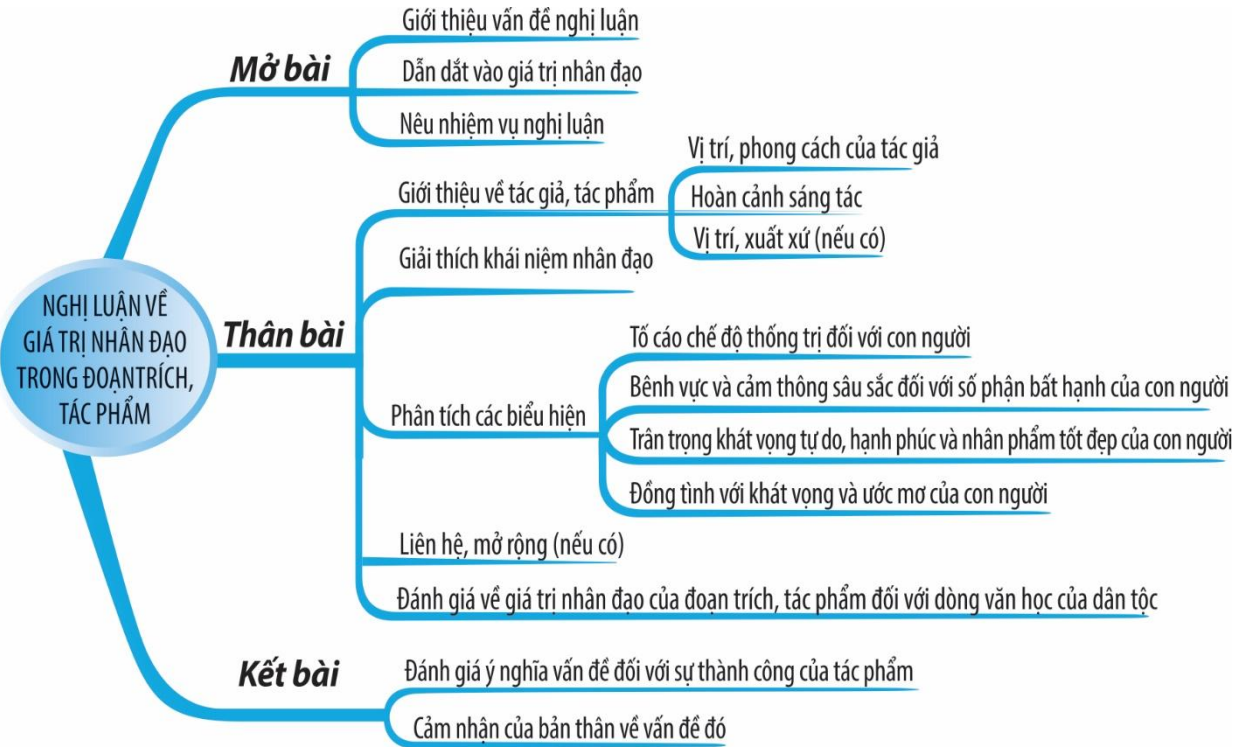 NGHỊ LUẬN VỀ
GIÁ TRỊ NHÂN ĐẠO
TRONG ĐOẠNTRÍCH,
TÁC PHẨM
Mở bài
Giới thiệu vấn đề nghị luận
Dẫn dắt vào giá trị nhân đạo
Nêu nhiệm vụ nghị luận
Thân bài
Giới thiệu về tác giả, tác phẩm
Vị trí, phong cách của tác giả
Hoàn cảnh sáng tác
Vị trí, xuất xứ (nếu có)
Giải thích khái niệm nhân đạo
Phân tích các biểu hiện
Tố cáo chế độ thống trị đối với con người
Bênh vực và cảm thông sâu sắc đối với số phận bất hạnh của con người
Trân trọng khát vọng tự do, hạnh phúc và nhân phẩm tốt đẹp của con người
Đồng tình với khát vọng và ước mơ của con người
Liên hệ, mở rộng (nếu có)
Đánh giá về giá trị nhân đạo của đoạn trích, tác phẩm đối với dòng văn học của dân tộc
Kết bài
Đánh giá ý nghĩa vấn đề đối với sự thành công của tác phẩm
Cảm nhận của bản thân về vấn đề đó